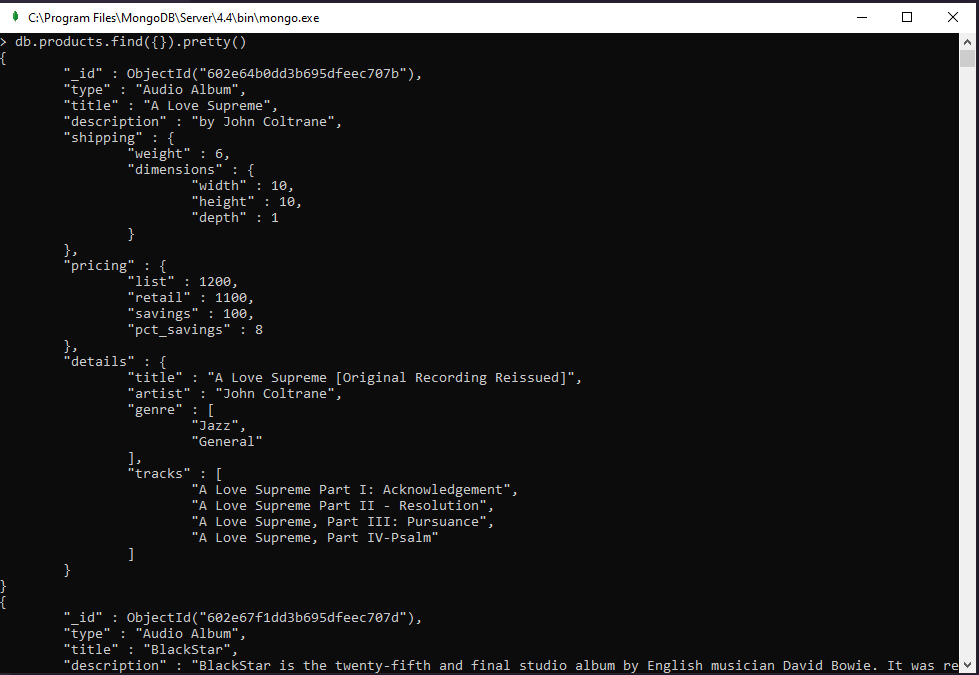 C:\Program Files\MongoDB\Server\4.4\bin\mongo.exe
> db.products.find({}).pretty()
{
        "_id" : ObjectId("602e64b0dd3b695dfeec707b"),
        "type" : "Audio Album",
        "title" : "A Love Supreme",
        "description" : "by John Coltrane",
        "shipping" : {
                "weight" : 6,
                "dimensions" : {
                        "width" : 10,
                        "height" : 10,
                        "depth" : 1
                }
        },
        "pricing" : {
                "list" : 1200,
                "retail" : 1100,
                "savings" : 100,
                "pct_savings" : 8
        },
        "details" : {
                "title" : "A Love Supreme [Original Recording Reissued]",
                "artist" : "John Coltrane",
                "genre" : [
                        "Jazz",
                        "General"
                ],
                "tracks" : [
                        "A Love Supreme Part I: Acknowledgement",
                        "A Love Supreme Part II - Resolution",
                        "A Love Supreme, Part III: Pursuance",
                        "A Love Supreme, Part IV-Psalm"
                ]
        }
}
{
        "_id" : ObjectId("602e67f1dd3b695dfeec707d"),
        "type" : "Audio Album",
        "title" : "BlackStar",
        "description" : "BlackStar is the twenty-fifth and final studio album by English musician David Bowie. It was re